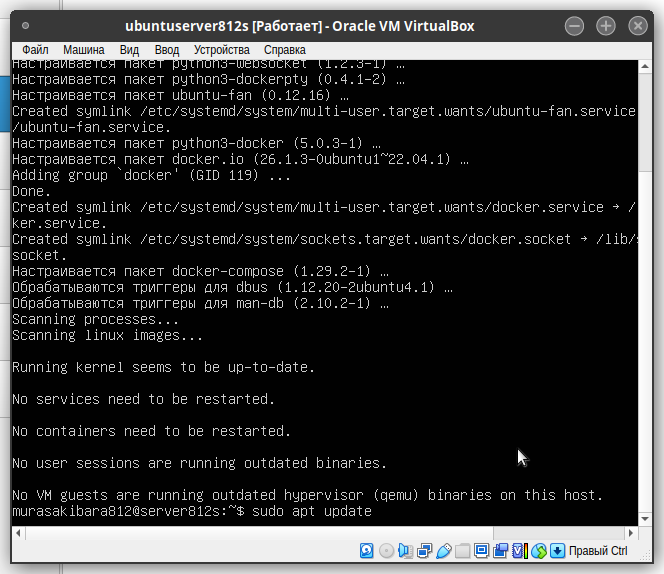 ubuntuserver812s [Работает] - Oracle VM VirtualBox
Файл Машина Вид Ввод Устройства Справка
Настраивается пакет python3-websocket (1.2.3-1) …
Настраивается пакет python3-dockerpty (0.4.1-2) …
Настраивается пакет ubuntu-fan (0.12.16) …
Created symlink /etc/systemd/system/multi-user.target.wants/ubuntu-fan.service
/ubuntu-fan.service.
Настраивается пакет python3-docker (5.0.3-1) …
Настраивается пакет docker.io (26.1.3-0ubuntu1~22.04.1) …
Adding group `docker' (GID 119) ...
Done.
Created symlink /etc/systemd/system/multi-user.target.wants/docker.service → /
ker.service.
Created symlink /etc/systemd/system/sockets.target.wants/docker.socket → /lib/s
socket.
Настраивается пакет docker-compose (1.29.2-1) …
Обрабатываются триггеры для dbus (1.12.20-2ubuntu4.1) …
Обрабатываются триггеры для man-db (2.10.2-1) …
Scanning processes...
Scanning linux images...
Running kernel seems to be up-to-date.
No services need to be restarted.
No containers need to be restarted.
No user sessions are running outdated binaries.
No VM guests are running outdated hypervisor (qemu) binaries on this host.
murasakibara812@server812s:~$ sudo apt update
Правый Ctrl